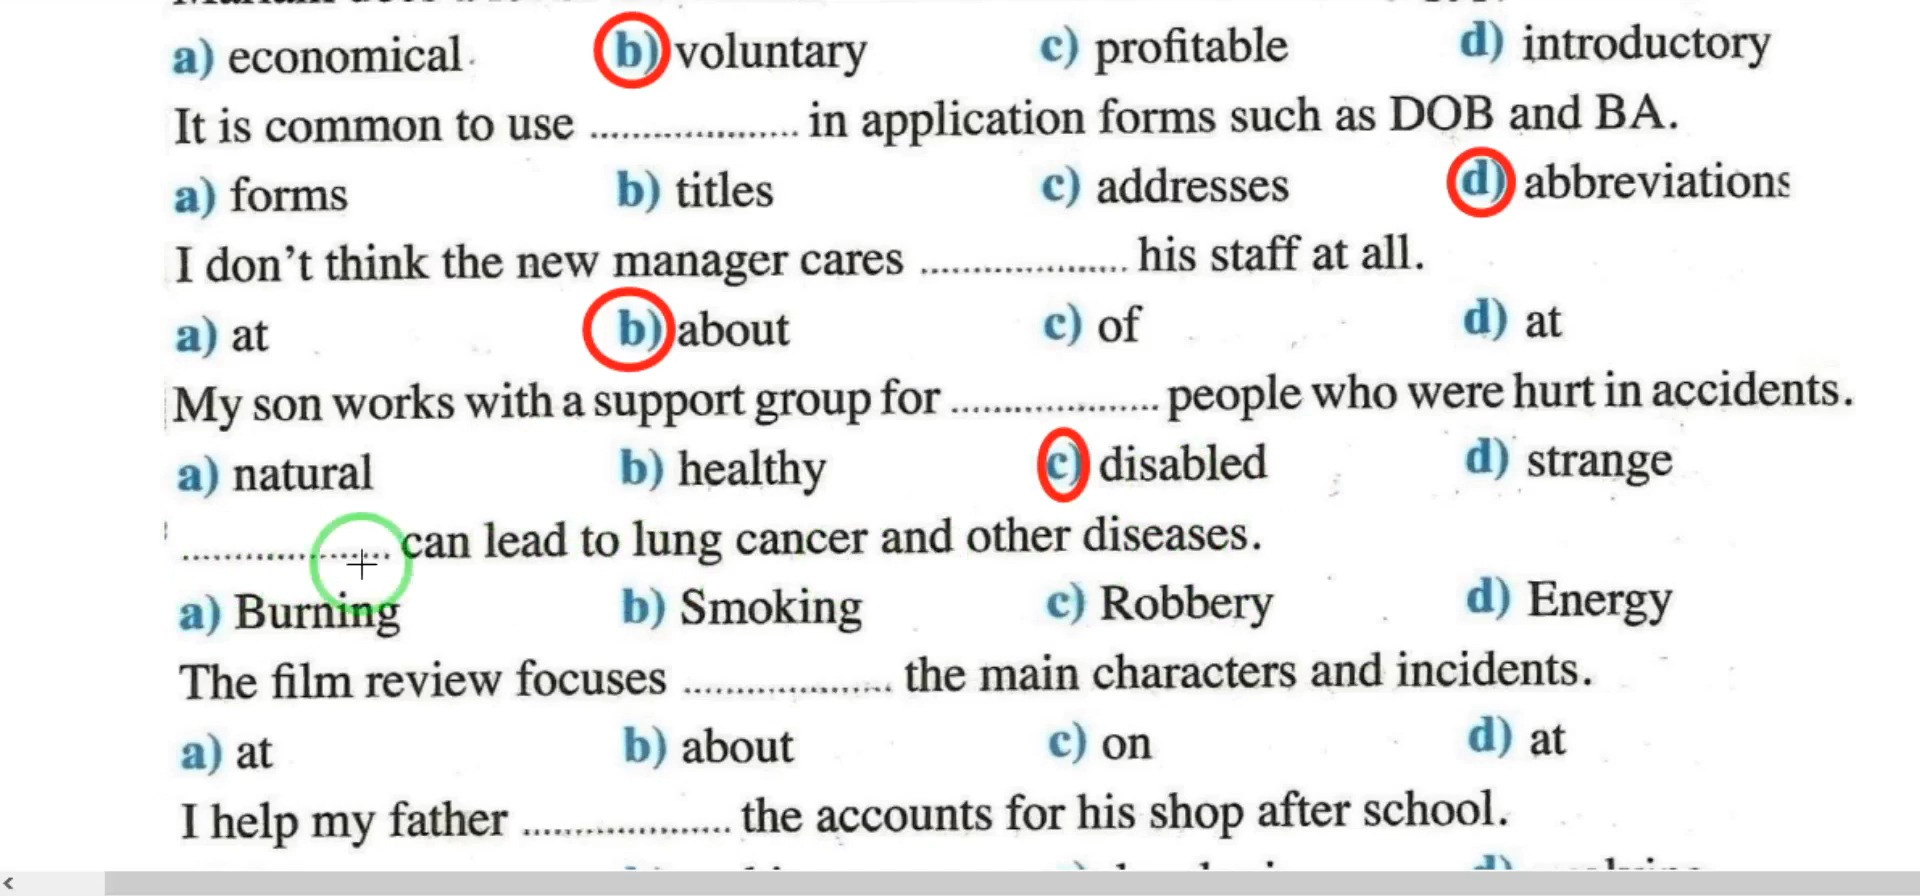 a) economical b) voluntary c) profitable d) introductory
It is common to use .................... in application forms such as DOB and BA.
a) forms b) titles c) addresses d) abbreviations
I don't think the new manager cares .................... his staff at all.
a) at b) about c) of d) at
My son works with a support group for .................... people who were hurt in accidents.
a) natural b) healthy c) disabled d) strange
.................... can lead to lung cancer and other diseases.
a) Burning b) Smoking c) Robbery d) Energy
The film review focuses .................... the main characters and incidents.
a) at b) about c) on d) at
I help my father .................... the accounts for his shop after school.